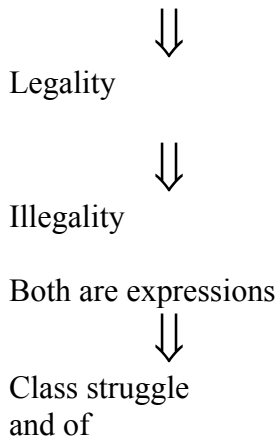 ⇓
Legality
⇓
Illegality
Both are expressions
⇓
Class struggle
and of